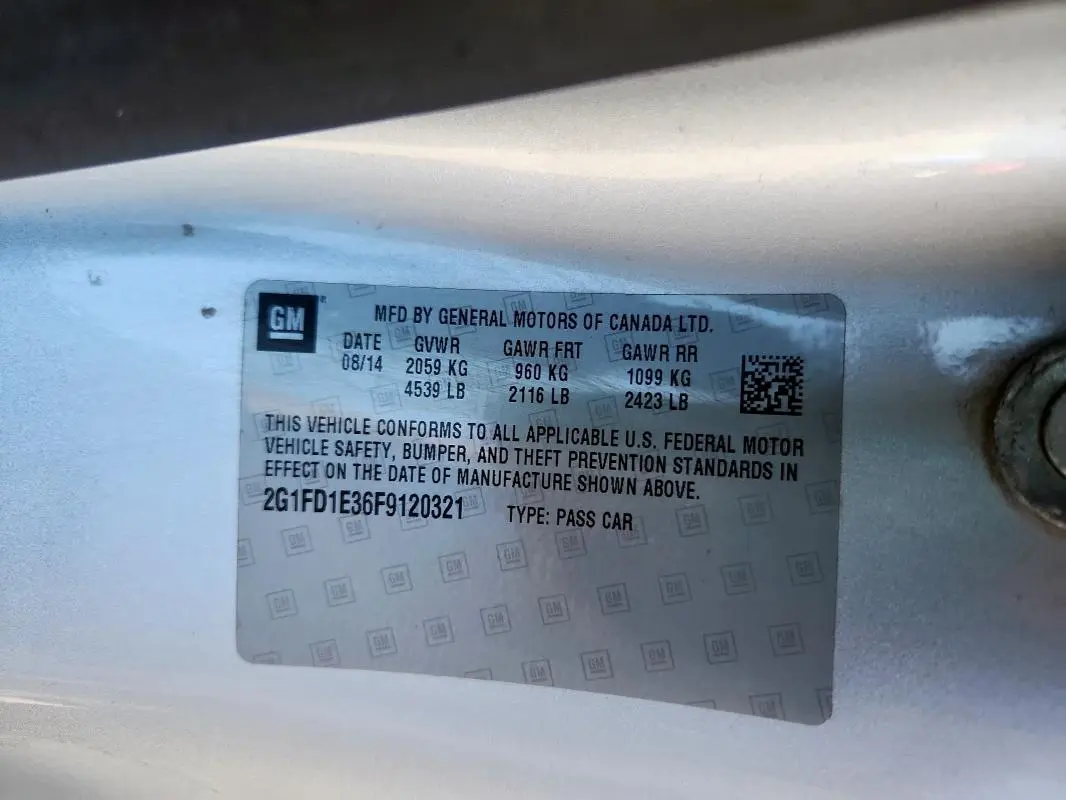 GM
MFD BY GENERAL MOTORS OF CANADA LTD.
DATE GVWR GAWR FRT GAWR RR
08/14 2059 KG 960 KG 1099 KG
4539 LB 2116 LB 2423 LB
THIS VEHICLE CONFORMS TO ALL APPLICABLE U.S. FEDERAL MOTOR
VEHICLE SAFETY, BUMPER, AND THEFT PREVENTION STANDARDS IN
EFFECT ON THE DATE OF MANUFACTURE SHOWN ABOVE.
2G1FD1E36F9120321 TYPE: PASS CAR